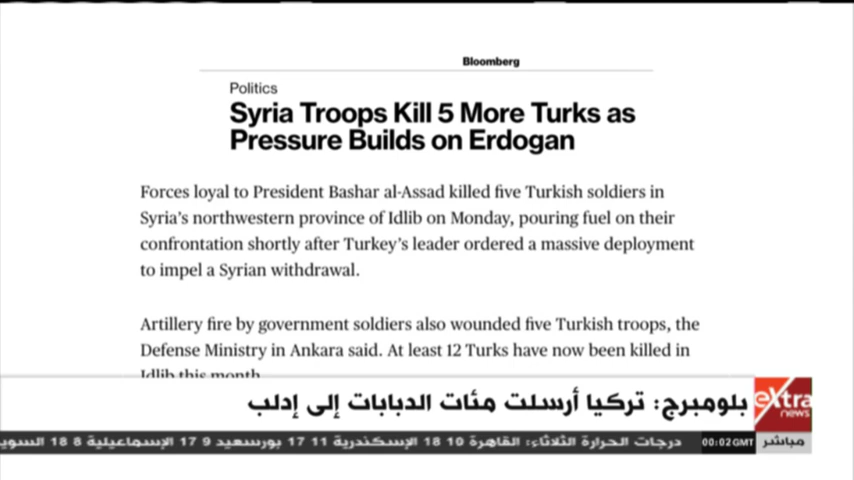 Bloomberg
Politics
Syria Troops Kill 5 More Turks as
Pressure Builds on Erdogan
Forces loyal to President Bashar al-Assad killed five Turkish soldiers in
Syria's northwestern province of Idlib on Monday, pouring fuel on their
confrontation shortly after Turkey's leader ordered a massive deployment
to impel a Syrian withdrawal.
Artillery fire by government soldiers also wounded five Turkish troops, the
Defense Ministry in Ankara said. At least 12 Turks have now been killed in
Idlib this month
بلومبرج: تركيا أرسلت مئات الدبابات إلى إدلب
eXtra
news
مباشر
00:02GMT
درجات الحرارة الثلاثاء: القاهرة 10 18 الإسكندرية 11 17 بورسعيد 9 17 الإسماعيلية 8 18 السوي